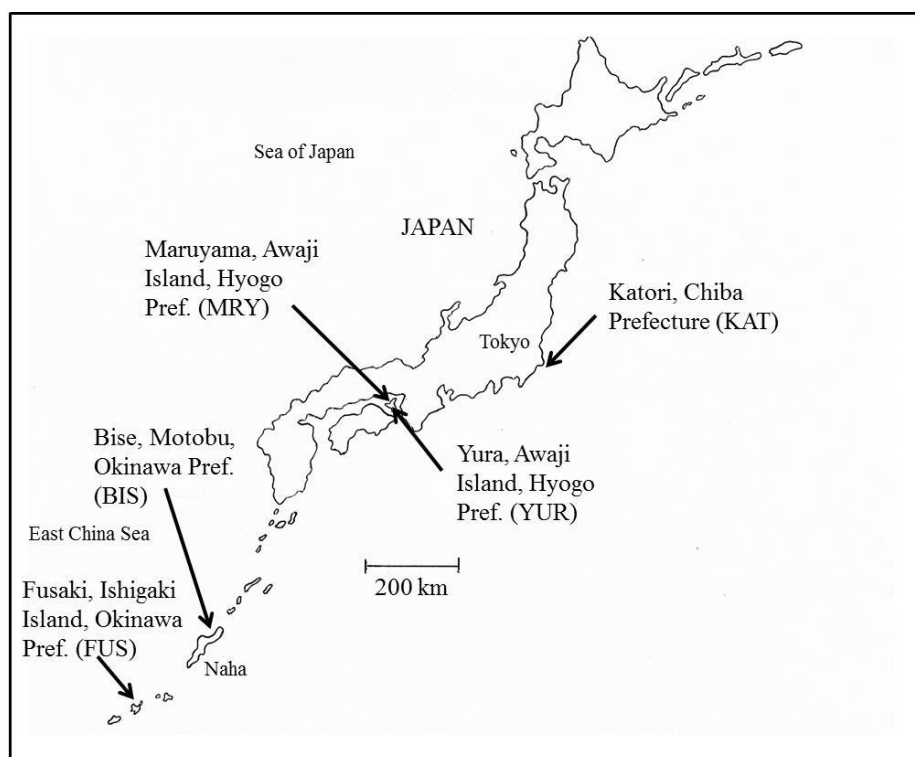 Sea of Japan
JAPAN
Maruyama, Awaji
Island, Hyogo
Pref. (MRY)
Katori, Chiba
Prefecture (KAT)
Tokyo
Bise, Motobu,
Okinawa Pref.
(BIS)
Yura, Awaji
Island, Hyogo
Pref. (YUR)
East China Sea
200 km
Fusaki, Ishigaki
Island, Okinawa
Pref. (FUS)
Naha